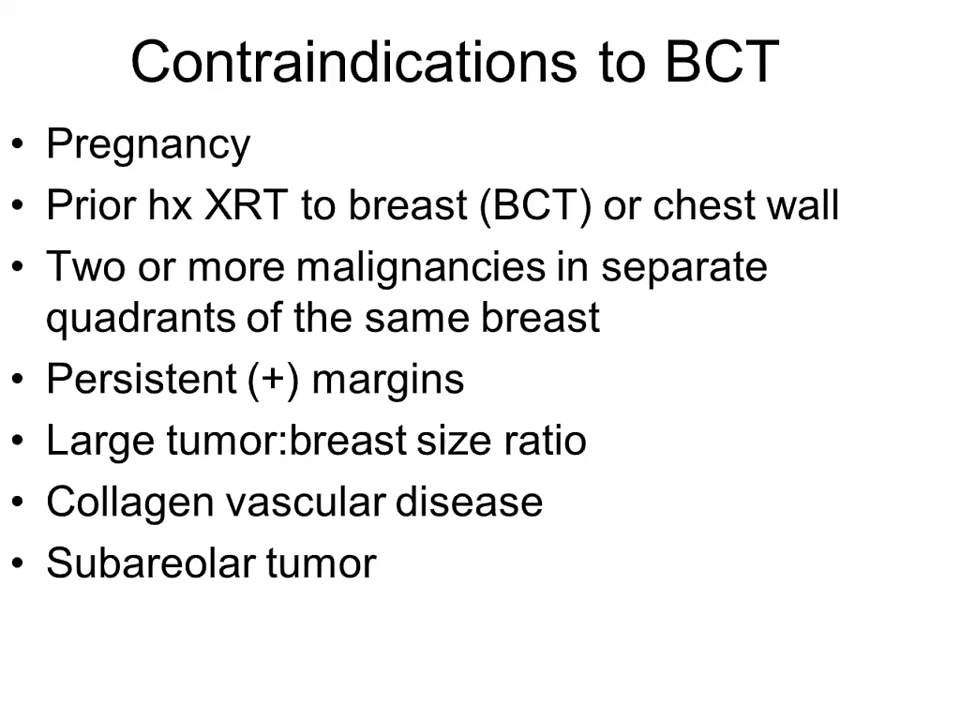 Contraindications to BCT
• Pregnancy
• Prior hx XRT to breast (BCT) or chest wall
• Two or more malignancies in separate
quadrants of the same breast
• Persistent (+) margins
• Large tumor:breast size ratio
• Collagen vascular disease
• Subareolar tumor